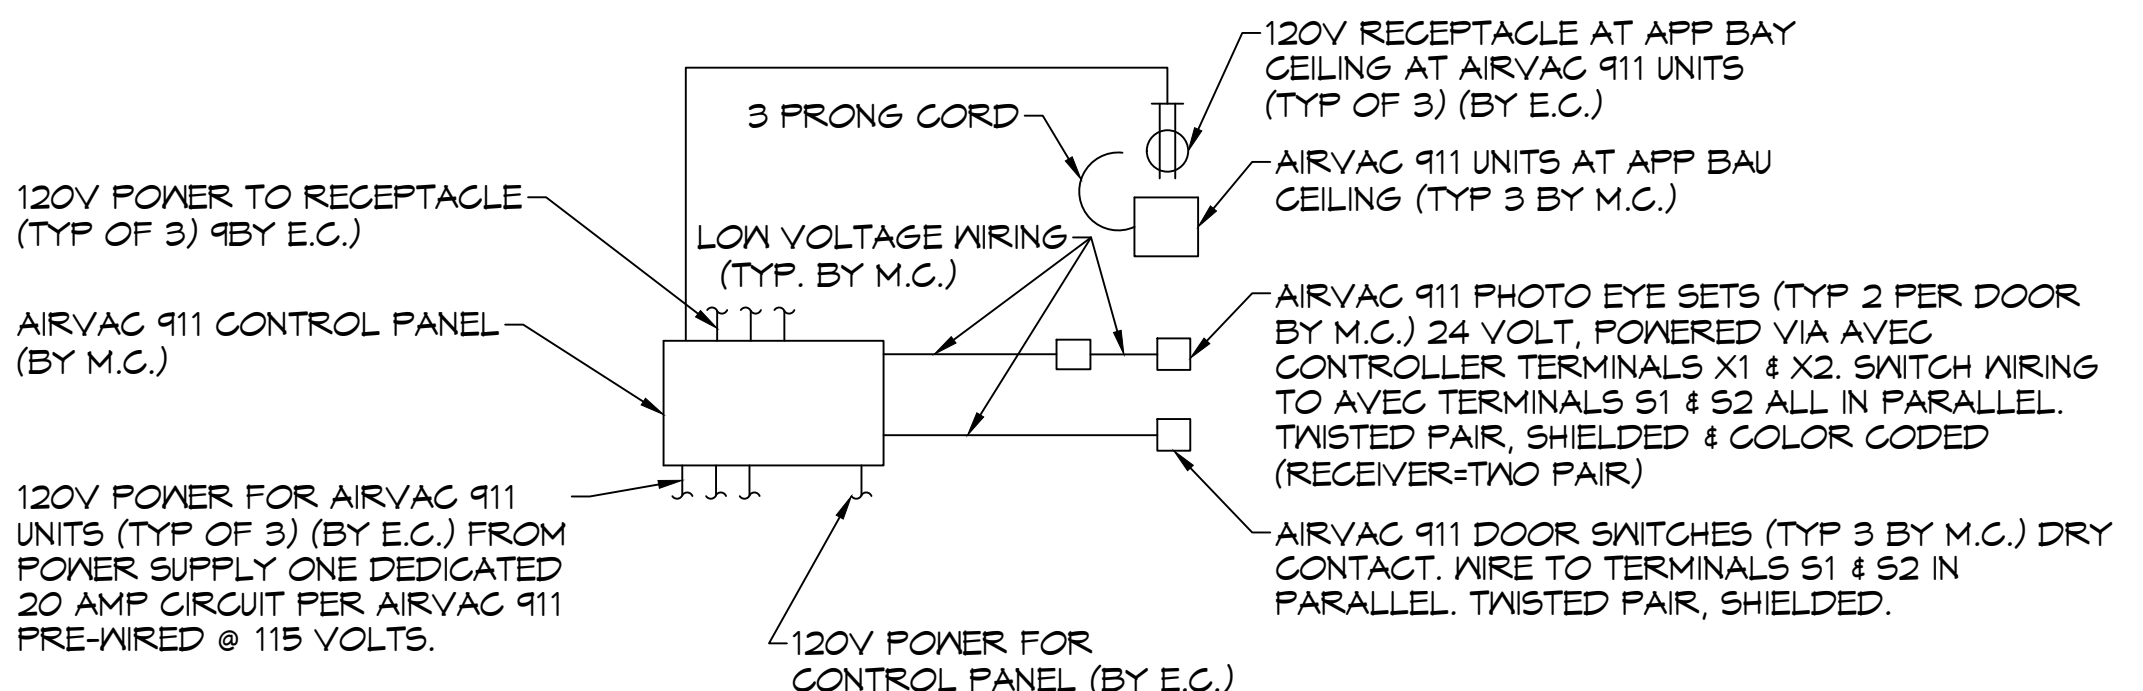 120V RECEPTACLE AT APP BAY
CEILING AT AIRVAC 911 UNITS
(TYP OF 3) (BY E.C.)
3 PRONG CORD
AIRVAC 911 UNITS AT APP BAU
CEILING (TYP 3 BY M.C.)
120V POWER TO RECEPTACLE
(TYP OF 3) 9BY E.C.)
LOW VOLTAGE WIRING
(TYP. BY M.C.)
AIRVAC 911 CONTROL PANEL
(BY M.C.)
AIRVAC 911 PHOTO EYE SETS (TYP 2 PER DOOR
BY M.C.) 24 VOLT, POWERED VIA AVEC
CONTROLLER TERMINALS X1 & X2. SWITCH WIRING
TO AVEC TERMINALS S1 & S2 ALL IN PARALLEL.
TWISTED PAIR, SHIELDED & COLOR CODED
(RECEIVER=TWO PAIR)
120V POWER FOR AIRVAC 911
UNITS (TYP OF 3) (BY E.C.) FROM
POWER SUPPLY ONE DEDICATED
20 AMP CIRCUIT PER AIRVAC 911
PRE-WIRED @ 115 VOLTS.
AIRVAC 911 DOOR SWITCHES (TYP 3 BY M.C.) DRY
CONTACT. WIRE TO TERMINALS S1 & S2 IN
PARALLEL. TWISTED PAIR, SHIELDED.
120V POWER FOR
CONTROL PANEL (BY E.C.)